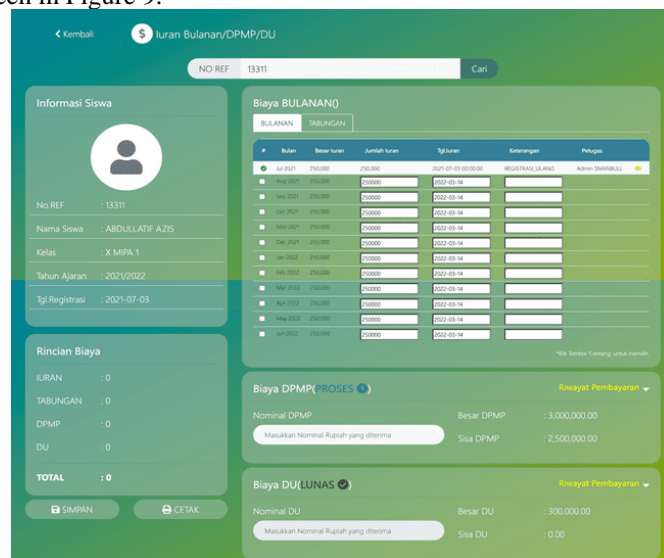 een in Figure 9.
Kembali
$ Iuran Bulanan/DPMP/DU
NO REF 13311 Cari
Informasi Siswa
No.REF : 13311
Nama Siswa : ABDULLATIF AZIS
Kelas : X MIPA 1
Tahun Ajaran : 2021/2022
Tgl.Registrasi : 2021-07-03
Rincian Biaya
IURAN : 0
TABUNGAN : 0
DPMP : 0
DU : 0
TOTAL : 0
SIMPAN CETAK
Biaya BULANAN()
BULANAN TABUNGAN
# Bulan Besar Iuran Jumlah Iuran Tgl.Iuran Keterangan Petugas
Jul 2021 250,000 250,000 2021-07-03 00:00:00 REGISTRASI_ULANG Admin SMANBULL
Aug 2021 250,000 250000 2022-03-14
Sep 2021 250,000 250000 2022-03-14
Oct 2021 250,000 250000 2022-03-14
Nov 2021 250,000 250000 2022-03-14
Dec 2021 250,000 250000 2022-03-14
Jan 2022 250,000 250000 2022-03-14
Feb 2022 250,000 250000 2022-03-14
Mar 2022 250,000 250000 2022-03-14
Apr 2022 250,000 250000 2022-03-14
May 2022 250,000 250000 2022-03-14
Jun 2022 250,000 250000 2022-03-14
*Klik Tombol 'Centang' untuk memilih.
Biaya DPMP(PROSES) Riwayat Pembayaran
Nominal DPMP Besar DPMP : 3,000,000.00
Masukkan Nominal Rupiah yang diterima Sisa DPMP : 2,500,000.00
Biaya DU(LUNAS) Riwayat Pembayaran
Nominal DU Besar DU : 300,000.00
Masukkan Nominal Rupiah yang diterima Sisa DU : 0.00